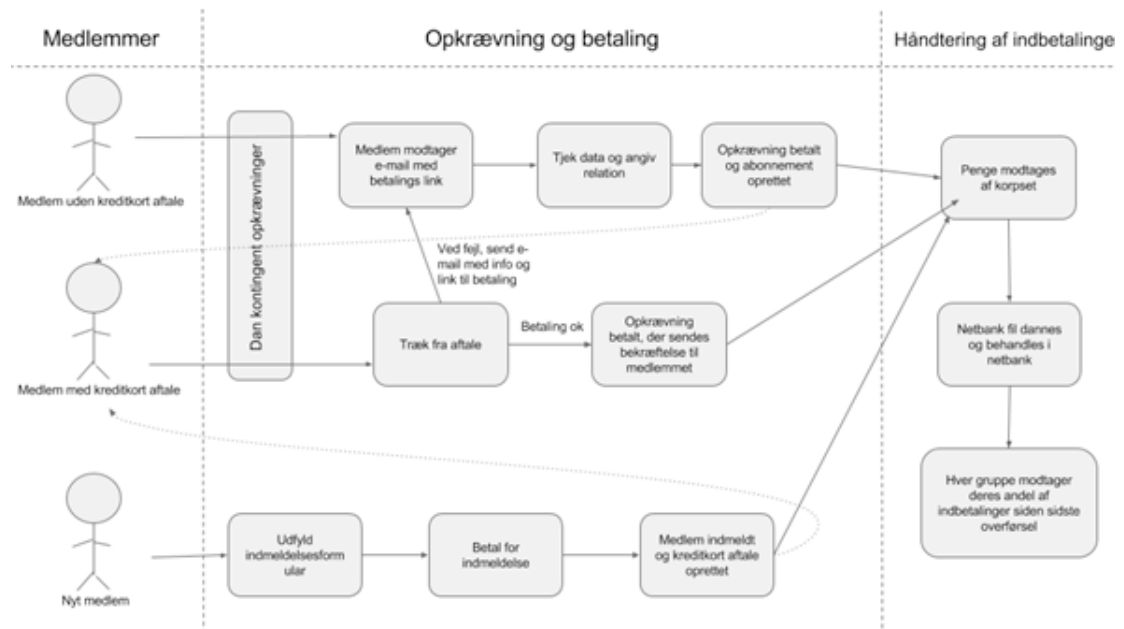 Medlemmer
Opkrævning og betaling
Håndtering af indbetalinge
Medlem uden kreditkort aftale
Dan kontingent opkrævninger
Medlem modtager
e-mail med
betalings link
Tjek data og angiv
relation
Opkrævning betalt
og abonnement
oprettet
Penge modtages
af korpset
Ved fejl, send e-
mail med info og
link til betaling
Medlem med kreditkort aftale
Træk fra aftale
Betaling ok
Opkrævning
betalt, der sendes
bekræftelse til
medlemmet
Netbank fil dannes
og behandles i
netbank
Hver gruppe modtager
deres andel af
indbetalinger siden sidste
overførsel
Nyt medlem
Udfyld
indmeldelsesform
ular
Betal for
indmeldelse
Medlem indmeldt
og kreditkort aftale
oprettet